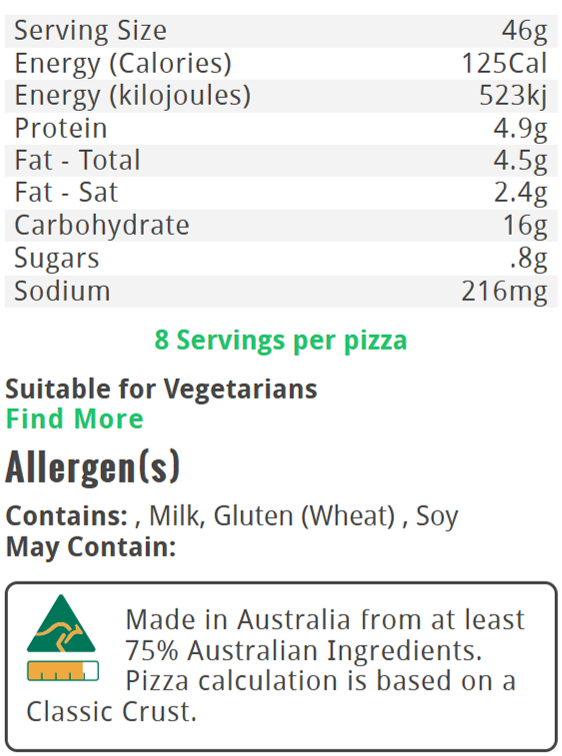 Serving Size 46g
Energy (Calories) 125Cal
Energy (kilojoules) 523kj
Protein 4.9g
Fat - Total 4.5g
Fat - Sat 2.4g
Carbohydrate 16g
Sugars .8g
Sodium 216mg
8 Servings per pizza
Suitable for Vegetarians
Find More
Allergen(s)
Contains: , Milk, Gluten (Wheat) , Soy
May Contain:
Made in Australia from at least
75% Australian Ingredients.
Pizza calculation is based on a
Classic Crust.